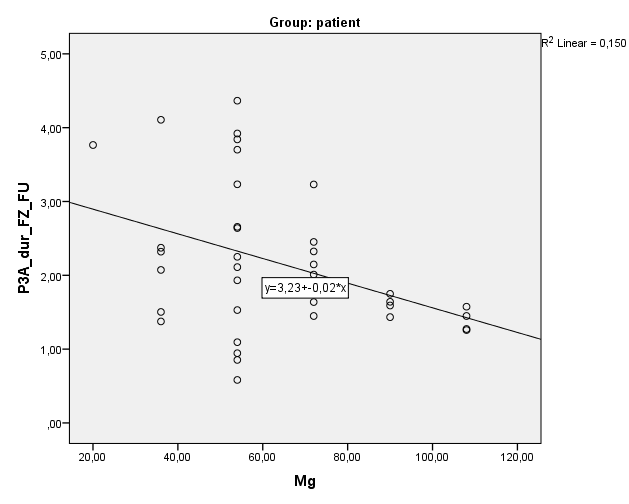 Group: patient
R2 Linear = 0,150
5,00
4,00
3,00
2,00
1,00
,00
P3A_dur_FZ_FU
y=3,23+-0,02*x
20,00 40,00 60,00 80,00 100,00 120,00
Mg